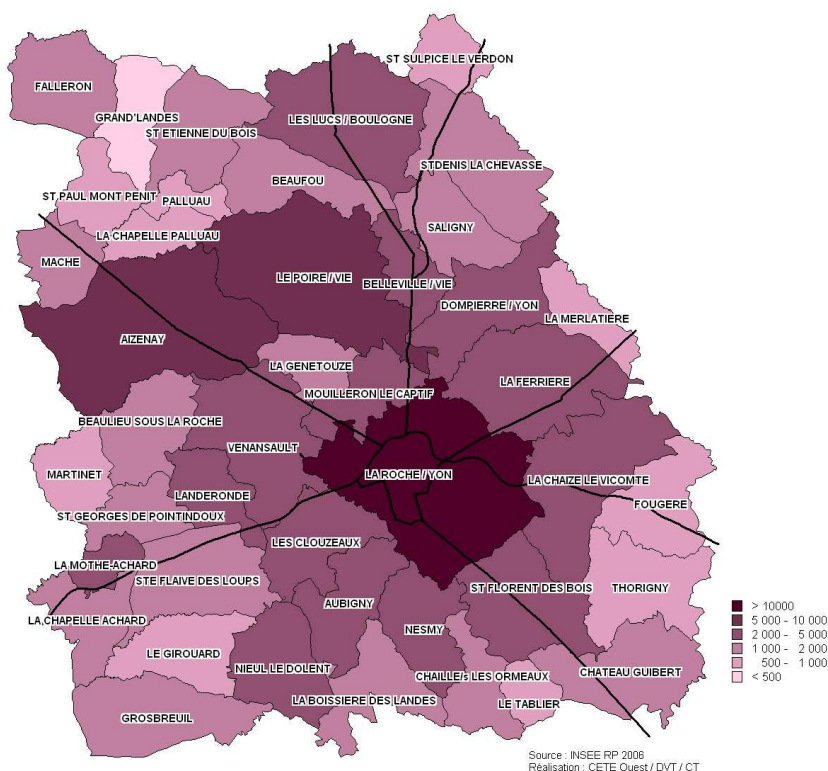 ST SULPICE LE VERDON
FALLERON
GRAND'LANDES
LES LUCS / BOULOGNE
ST ETIENNE DU BOIS
ST DENIS LA CHEVASSE
BEAUFOU
ST PAUL MONT PENIT
PALLUAU
SALIGNY
LA CHAPELLE PALLUAU
MACHE
LE POIRE / VIE
BELLEVILLE / VIE
DOMPIERRE / YON
LA MERLATIERE
AIZENAY
LA GENETOUZE
LA FERRIERE
MOUILLERON LE CAPTIF
BEAULIEU SOUS LA ROCHE
VENANSAULT
MARTINET
LA ROCHE / YON
LA CHAIZE LE VICOMTE
LANDERONDE
FOUGERE
ST GEORGES DE POINTINDOUX
LES CLOUZEAUX
LA MOTHE-ACHARD
STE FLAIVE DES LOUPS
ST FLORENT DES BOIS
THORIGNY
AUBIGNY
LA CHAPELLE ACHARD
NESMY
LE GIROUARD
NIEUL LE DOLENT
CHAILLE/s LES ORMEAUX
CHATEAU GUIBERT
LA BOISSIERE DES LANDES
LE TABLIER
GROSBREUIL
> 10000
5 000 - 10 000
2 000 - 5 000
1 000 - 2 000
500 - 1 000
< 500
Source : INSEE RP 2006
Réalisation : CETE Ouest / DVT / CT